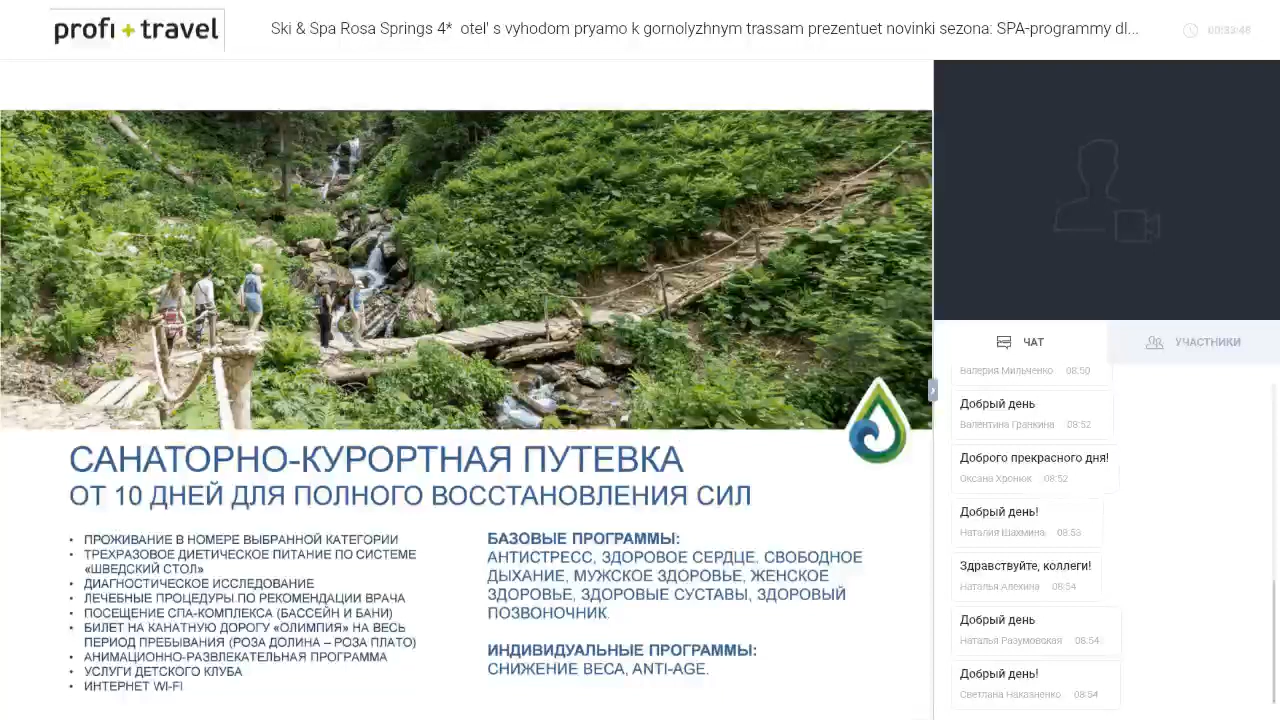 profi + travel
Ski & Spa Rosa Springs 4* otel' s vyhodom pryamo k gornolyzhnym trassam prezentuet novinki sezona: SPA-programmy dl...
00:33:46
САНАТОРНО-КУРОРТНАЯ ПУТЕВКА
ОТ 10 ДНЕЙ ДЛЯ ПОЛНОГО ВОССТАНОВЛЕНИЯ СИЛ
• ПРОЖИВАНИЕ В НОМЕРЕ ВЫБРАННОЙ КАТЕГОРИИ
• ТРЕХРАЗОВОЕ ДИЕТИЧЕСКОЕ ПИТАНИЕ ПО СИСТЕМЕ
«ШВЕДСКИЙ СТОЛ»
• ДИАГНОСТИЧЕСКОЕ ИССЛЕДОВАНИЕ
• ЛЕЧЕБНЫЕ ПРОЦЕДУРЫ ПО РЕКОМЕНДАЦИИ ВРАЧА
• ПОСЕЩЕНИЕ СПА-КОМПЛЕКСА (БАССЕЙН И БАНИ)
• БИЛЕТ НА КАНАТНУЮ ДОРОГУ «ОЛИМПИЯ» НА ВЕСЬ
ПЕРИОД ПРЕБЫВАНИЯ (РОЗА ДОЛИНА – РОЗА ПЛАТО)
• АНИМАЦИОННО-РАЗВЛЕКАТЕЛЬНАЯ ПРОГРАММА
• УСЛУГИ ДЕТСКОГО КЛУБА
• ИНТЕРНЕТ WI-FI
БАЗОВЫЕ ПРОГРАММЫ:
АНТИСТРЕСС, ЗДОРОВОЕ СЕРДЦЕ, СВОБОДНОЕ
ДЫХАНИЕ, МУЖСКОЕ ЗДОРОВЬЕ, ЖЕНСКОЕ
ЗДОРОВЬЕ, ЗДОРОВЫЕ СУСТАВЫ, ЗДОРОВЫЙ
ПОЗВОНОЧНИК.
ИНДИВИДУАЛЬНЫЕ ПРОГРАММЫ:
СНИЖЕНИЕ ВЕСА, ANTI-AGE.
ЧАТ
УЧАСТНИКИ
Валерия Мильченко 08:50
Добрый день
Валентина Гранкина 08:52
Доброго прекрасного дня!
Оксана Хронюк 08:52
Добрый день!
Наталия Шахмина 08:53
Здравствуйте, коллеги!
Наталья Алехина 08:54
Добрый день
Наталья Разумовская 08:54
Добрый день!
Светлана Наказненко 08:54